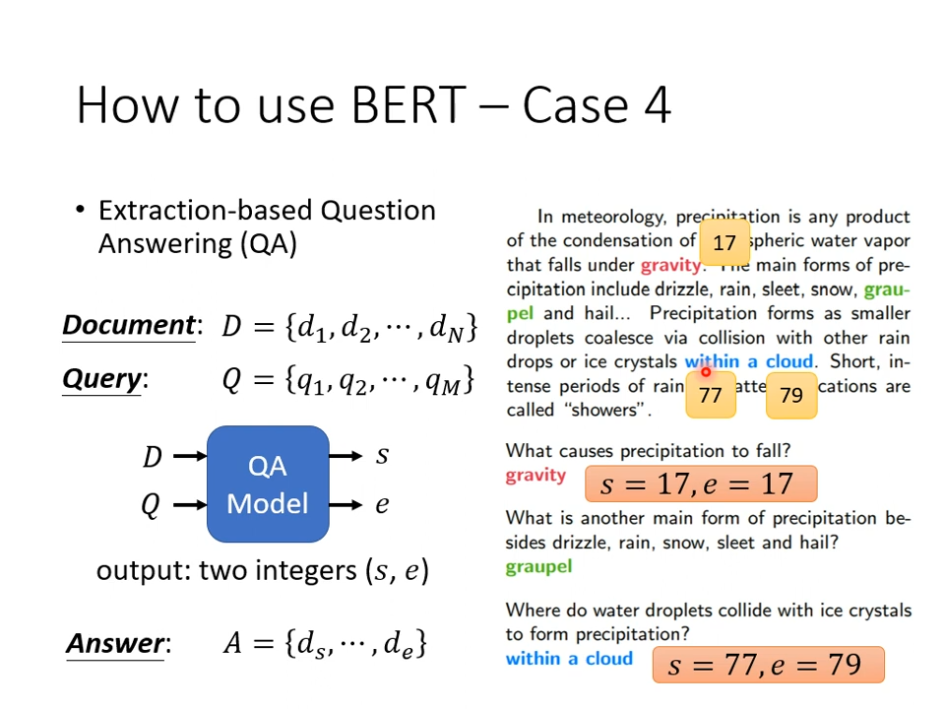 How to use BERT – Case 4
• Extraction-based Question
Answering (QA)
Document: D = {d₁, d₂, ⋯, d_N}
Query: Q = {q₁, q₂, ⋯, q_M}
D
Q
QA
Model
s
e
output: two integers (s, e)
Answer: A = {d_s, ⋯, d_e}
In meteorology, precipitation is any product
of the condensation of 17 spheric water vapor
that falls under gravity. The main forms of pre-
cipitation include drizzle, rain, sleet, snow, grau-
pel and hail... Precipitation forms as smaller
droplets coalesce via collision with other rain
drops or ice crystals within a cloud. Short, in-
tense periods of rain 77 atte 79 cations are
called “showers”.
What causes precipitation to fall?
gravity
s = 17, e = 17
What is another main form of precipitation be-
sides drizzle, rain, snow, sleet and hail?
graupel
Where do water droplets collide with ice crystals
to form precipitation?
within a cloud
s = 77, e = 79